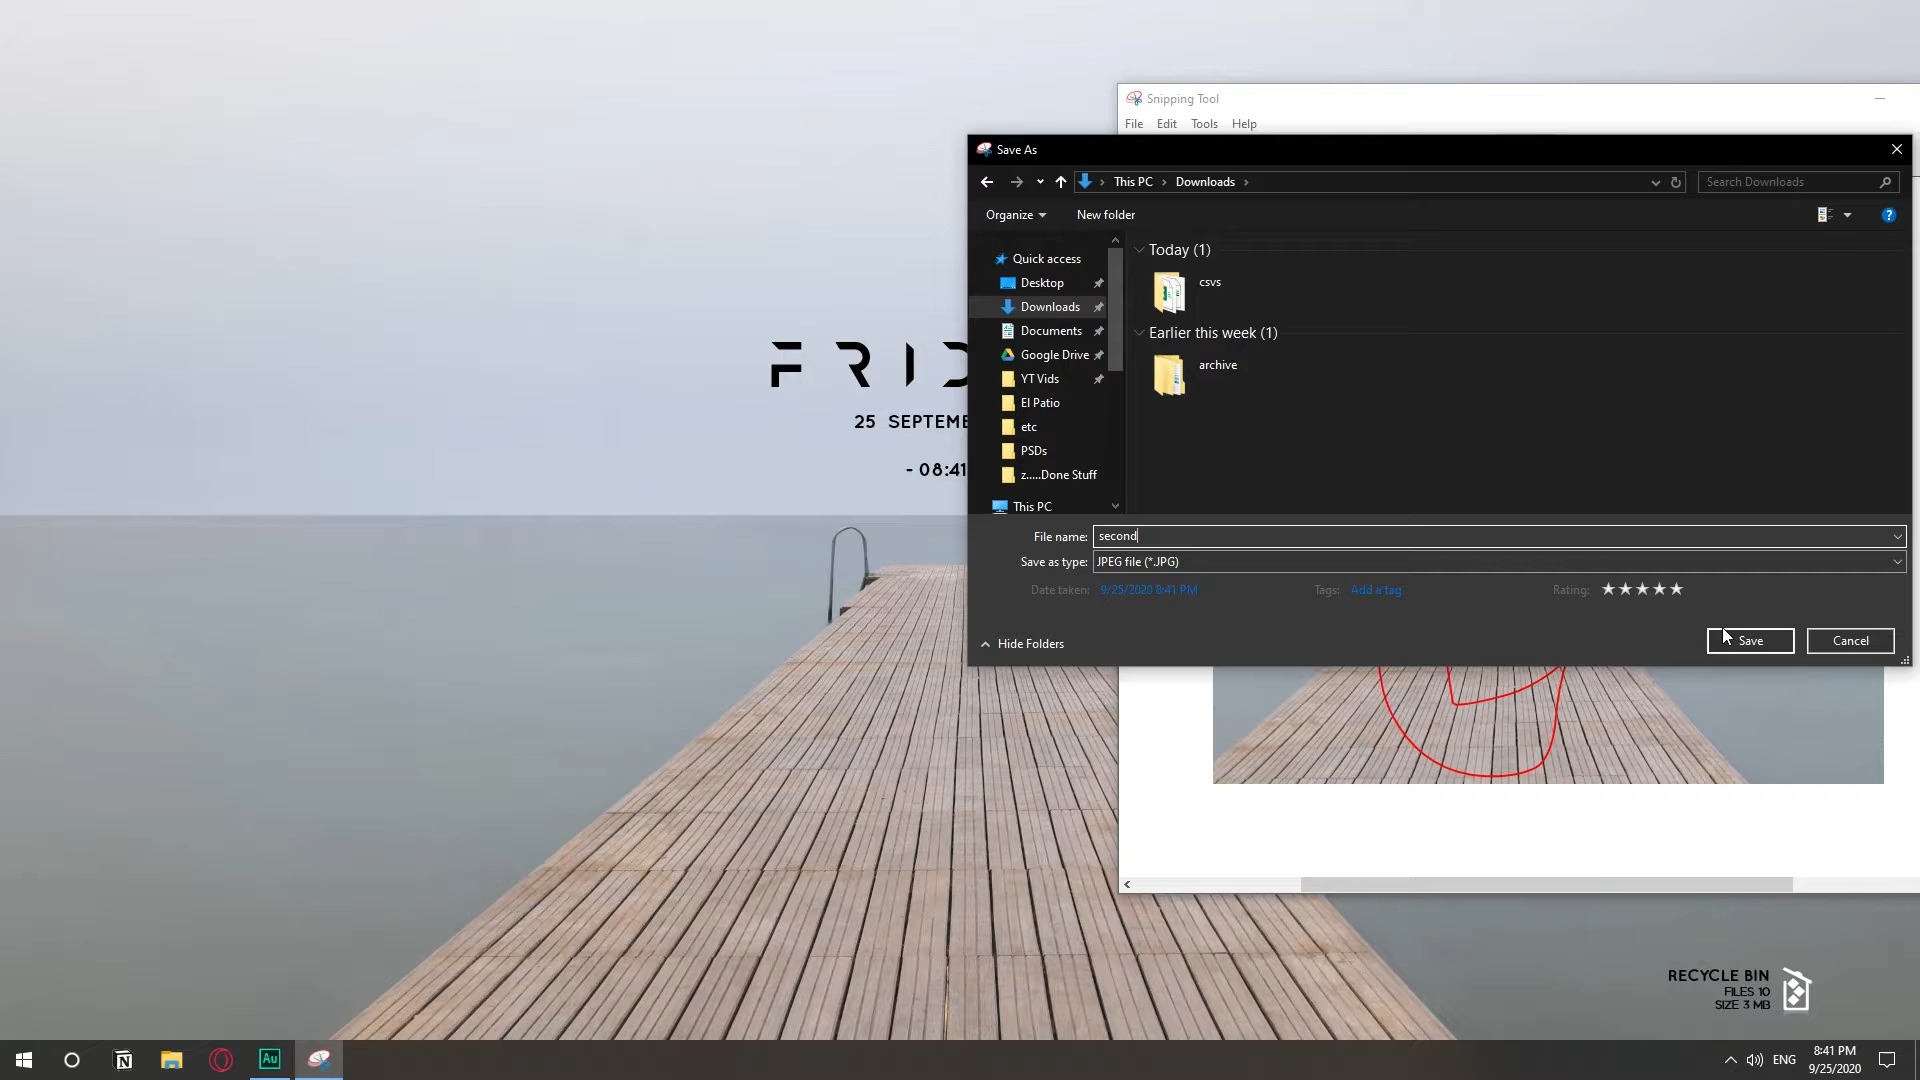 Snipping Tool
File Edit Tools Help
Save As
This PC Downloads
Search Downloads
Organize New folder
Quick access
Desktop
Downloads
Documents
Google Drive
YT Vids
El Patio
etc
PSDs
z.....Done Stuff
This PC
Today (1)
csvs
Earlier this week (1)
archive
File name: second
Save as type: JPEG file (*.JPG)
Date taken: 9/25/2020 8:41 PM Tags: Add a tag Rating:
Hide Folders
Save Cancel
FRID
25 SEPTEME
- 08:41
RECYCLE BIN
FILES 10
SIZE 3 MB
N
Au
ENG
8:41 PM
9/25/2020